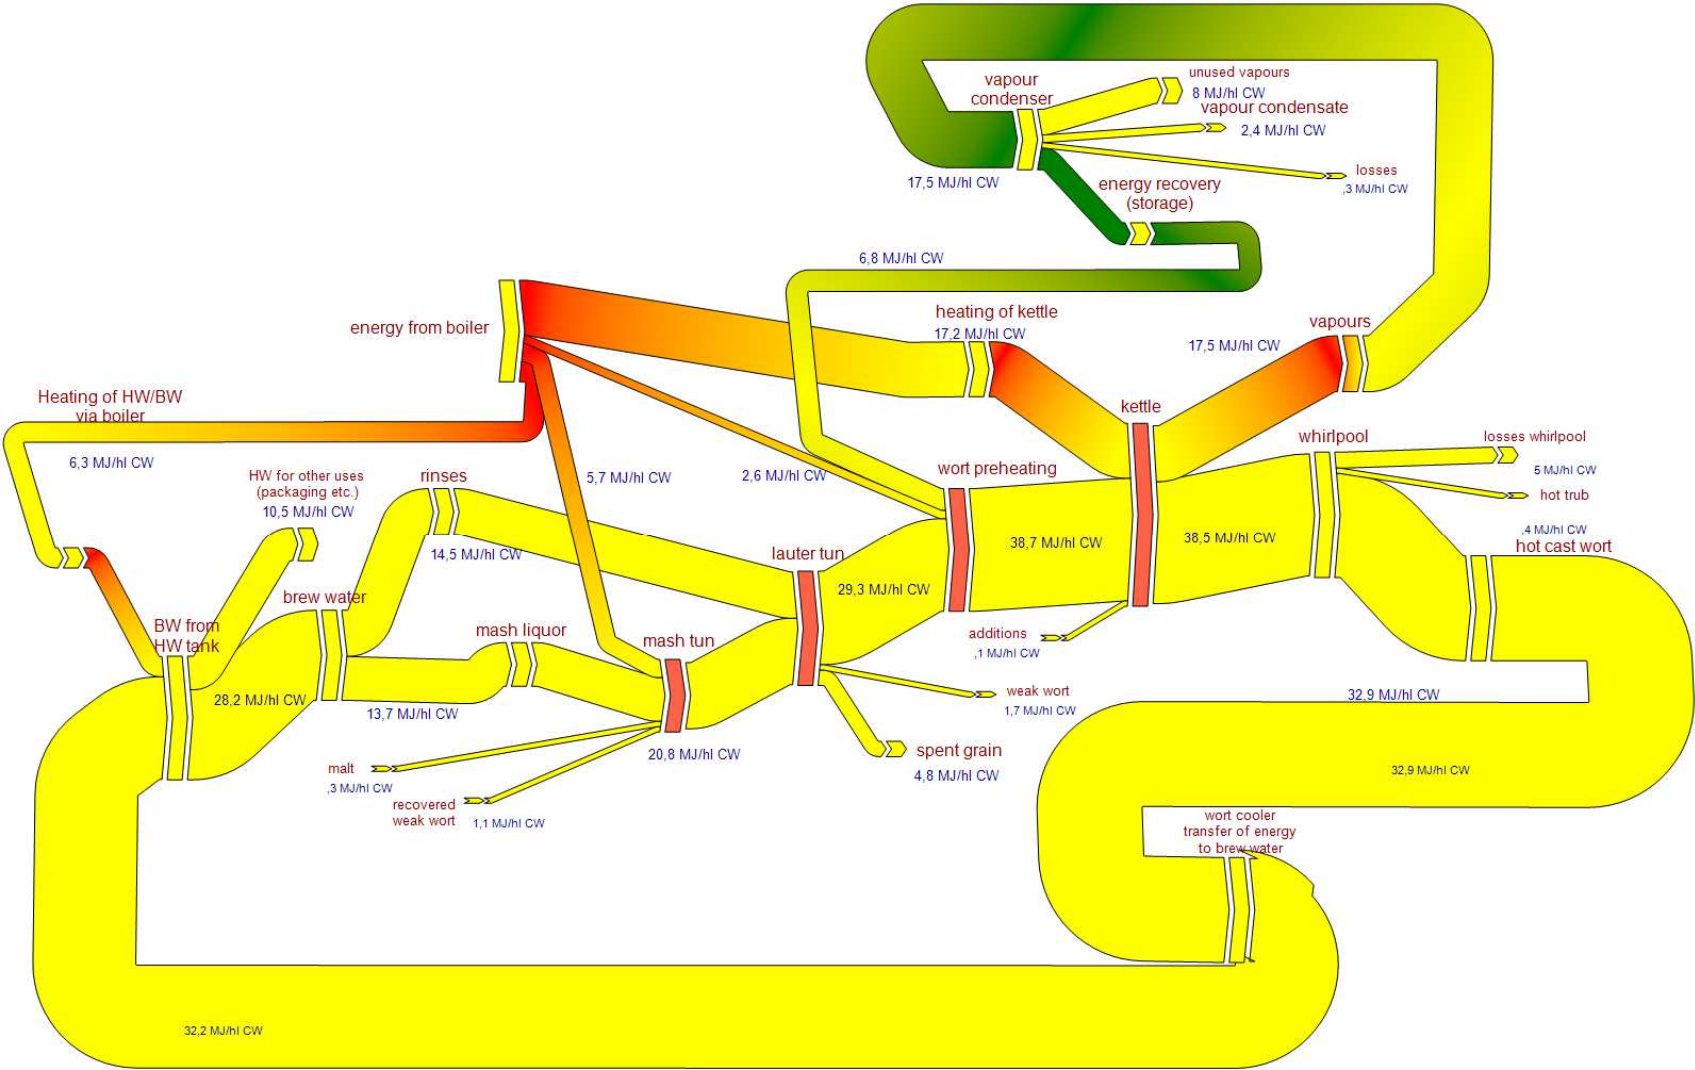 unused vapours
8 MJ/hl CW
vapour
condenser
vapour condensate
2,4 MJ/hl CW
losses
,3 MJ/hl CW
17,5 MJ/hl CW
energy recovery
(storage)
6,8 MJ/hl CW
energy from boiler
heating of kettle
17,2 MJ/hl CW
vapours
17,5 MJ/hl CW
Heating of HW/BW
via boiler
6,3 MJ/hl CW
kettle
whirlpool
losses whirlpool
5 MJ/hl CW
hot trub
,4 MJ/hl CW
hot cast wort
HW for other uses
(packaging etc.)
10,5 MJ/hl CW
rinses
14,5 MJ/hl CW
5,7 MJ/hl CW
2,6 MJ/hl CW
wort preheating
38,7 MJ/hl CW
38,5 MJ/hl CW
lauter tun
29,3 MJ/hl CW
brew water
BW from
HW tank
mash liquor
mash tun
additions
,1 MJ/hl CW
28,2 MJ/hl CW
13,7 MJ/hl CW
weak wort
1,7 MJ/hl CW
32,9 MJ/hl CW
20,8 MJ/hl CW
spent grain
4,8 MJ/hl CW
malt
,3 MJ/hl CW
recovered
weak wort
1,1 MJ/hl CW
32,9 MJ/hl CW
wort cooler
transfer of energy
to brew water
32,2 MJ/hl CW